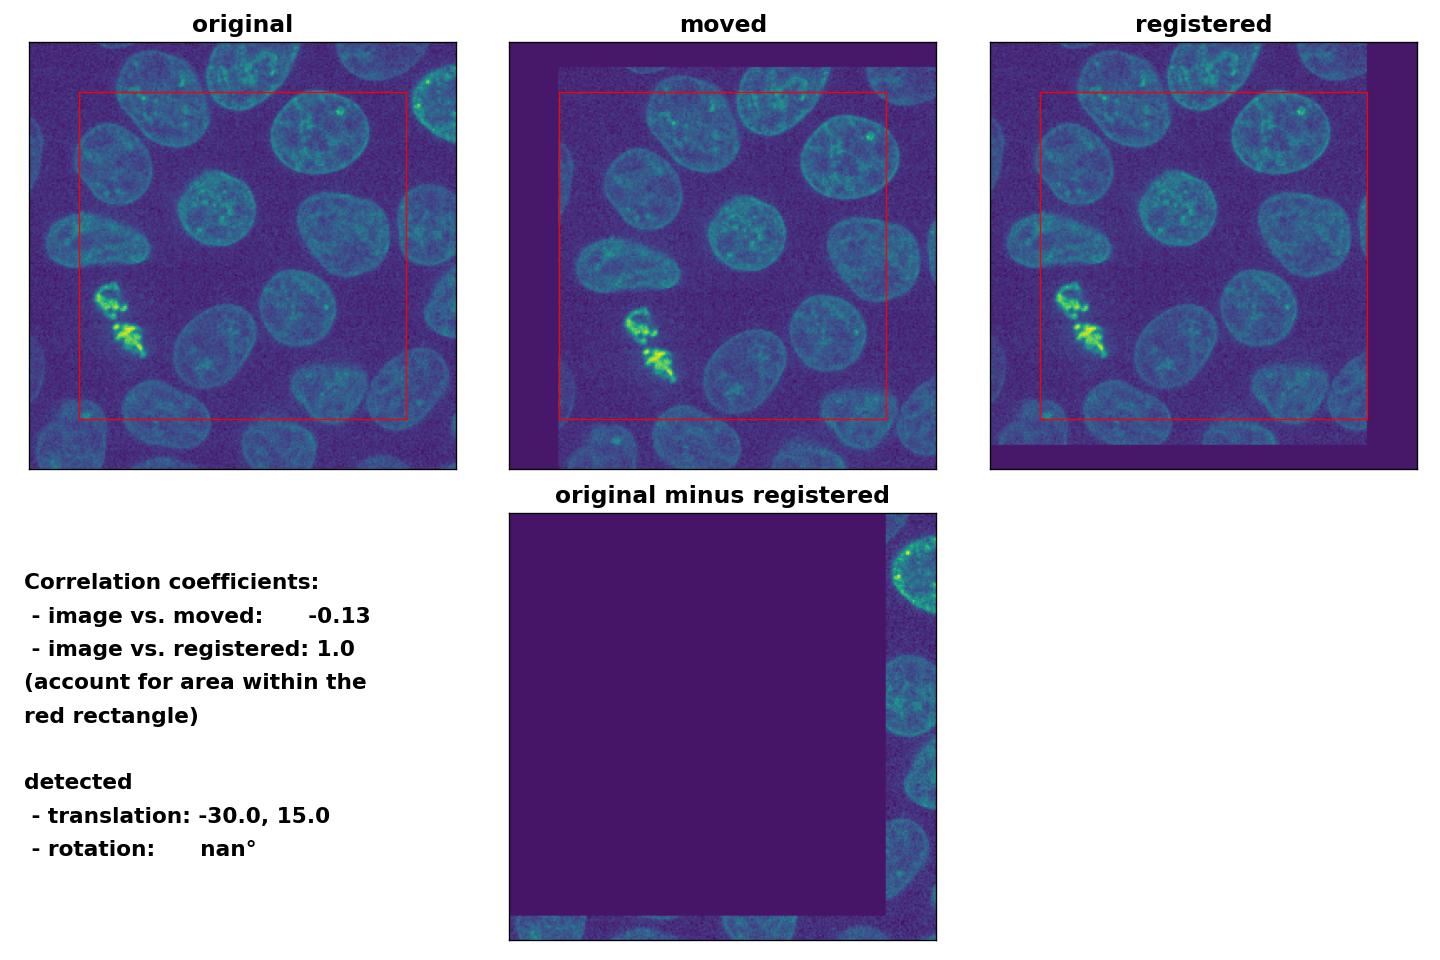 original
moved
registered
original minus registered
Correlation coefficients:
- image vs. moved: -0.13
- image vs. registered: 1.0
(account for area within the
red rectangle)
detected
- translation: -30.0, 15.0
- rotation: nan°